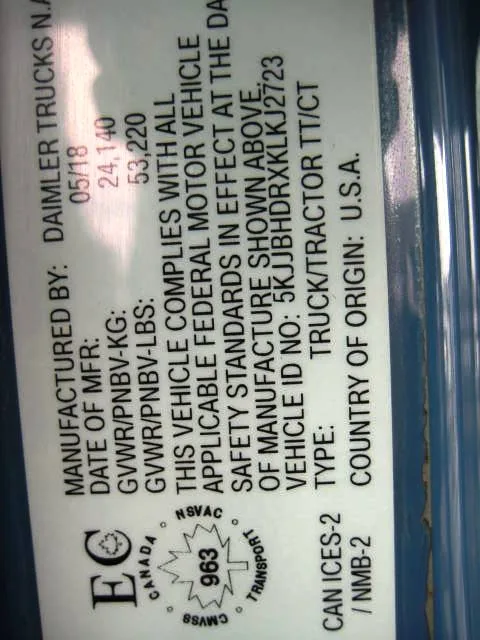 MANUFACTURED BY: DAIMLER TRUCKS N.A
DATE OF MFR: 05/18
GVWR/PNBV-KG: 24,140
GVWR/PNBV-LBS: 53,220
THIS VEHICLE COMPLIES WITH ALL
APPLICABLE FEDERAL MOTOR VEHICLE
SAFETY STANDARDS IN EFFECT AT THE DA
OF MANUFACTURE SHOWN ABOVE
VEHICLE ID NO: 5KJJBHDRXKLKJ2723
TYPE: TRUCK/TRACTOR TT/CT
COUNTRY OF ORIGIN: U.S.A.
EC
CANADA NSVAC
963
CMVSS TRANSPORT
CAN ICES-2
/ NMB-2